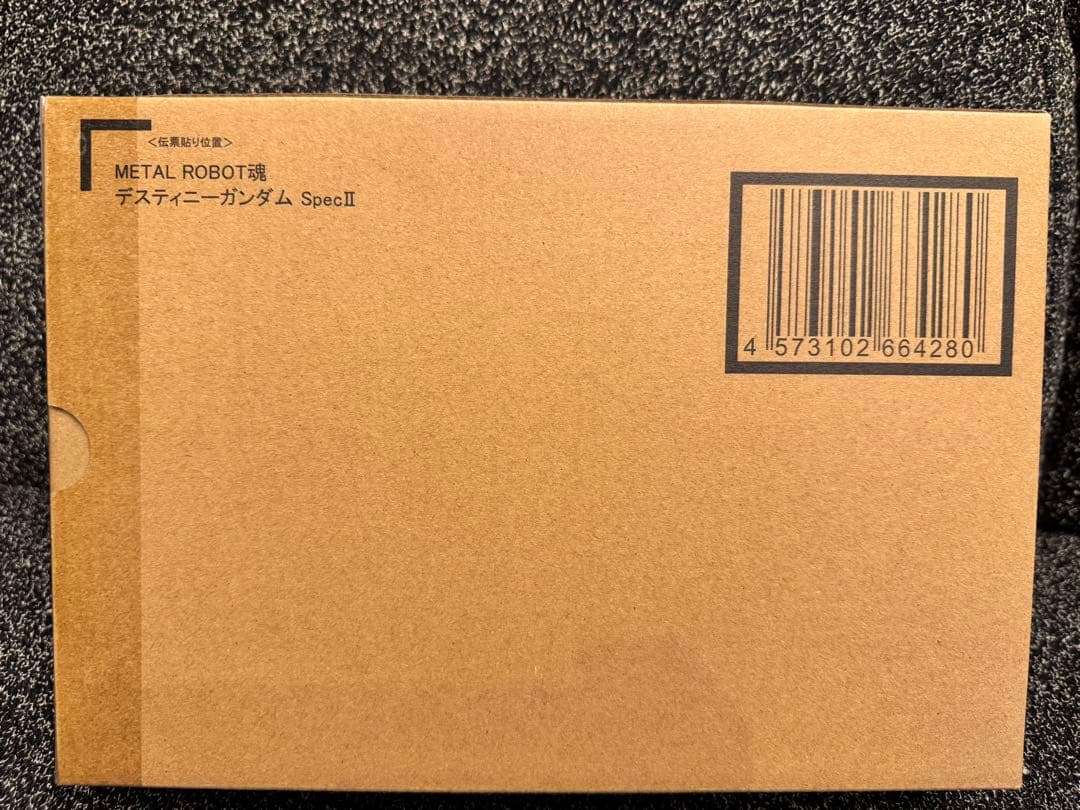 <伝票貼り位置>
METAL ROBOT魂
デスティニーガンダム SpecⅡ
4 573102 664280